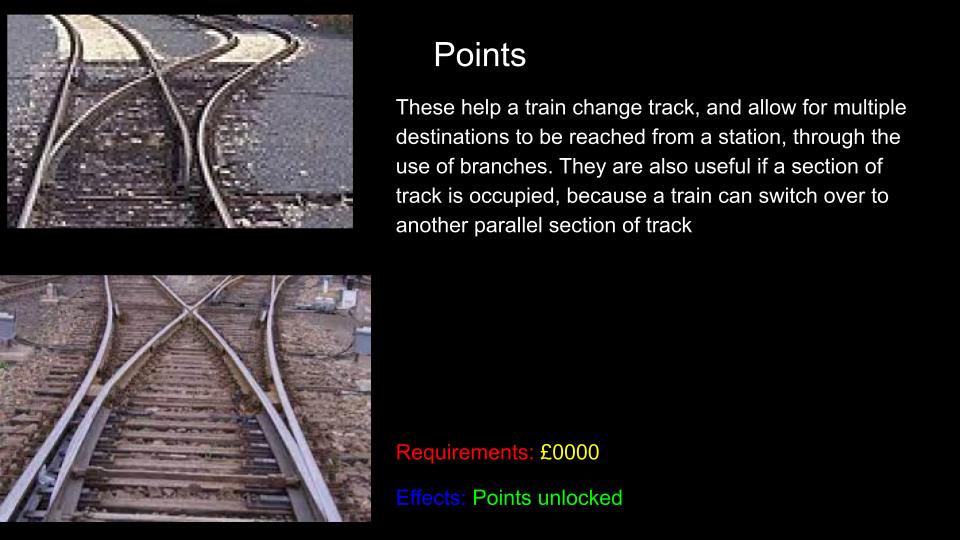 Points
These help a train change track, and allow for multiple
destinations to be reached from a station, through the
use of branches. They are also useful if a section of
track is occupied, because a train can switch over to
another parallel section of track
Requirements: £0000
Effects: Points unlocked